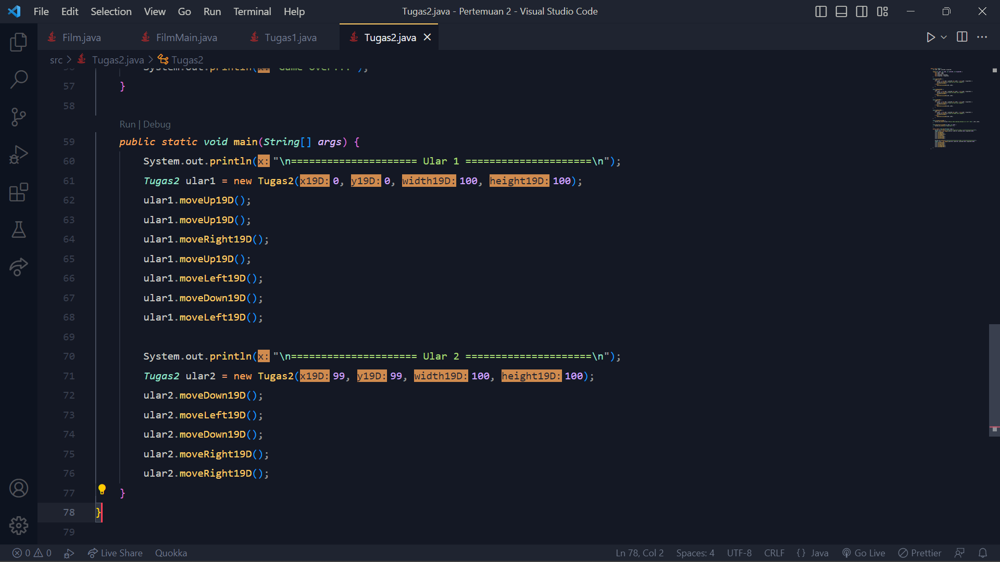 File Edit Selection View Go Run Terminal Help Tugas2.java - Pertemuan 2 - Visual Studio Code
Film.java FilmMain.java Tugas1.java Tugas2.java
src > Tugas2.java > Tugas2
56 System.out.println(x: "Game Over...");
57 }
58
Run | Debug
59 public static void main(String[] args) {
60 System.out.println(x: "\n===================== Ular 1 =====================\n");
61 Tugas2 ular1 = new Tugas2(x19D: 0, y19D: 0, width19D: 100, height19D: 100);
62 ular1.moveUp19D();
63 ular1.moveUp19D();
64 ular1.moveRight19D();
65 ular1.moveUp19D();
66 ular1.moveLeft19D();
67 ular1.moveDown19D();
68 ular1.moveLeft19D();
69
70 System.out.println(x: "\n===================== Ular 2 =====================\n");
71 Tugas2 ular2 = new Tugas2(x19D: 99, y19D: 99, width19D: 100, height19D: 100);
72 ular2.moveDown19D();
73 ular2.moveLeft19D();
74 ular2.moveDown19D();
75 ular2.moveRight19D();
76 ular2.moveRight19D();
77 }
78 }
79
0 0 Live Share Quokka Ln 78, Col 2 Spaces: 4 UTF-8 CRLF {} Java Go Live Prettier